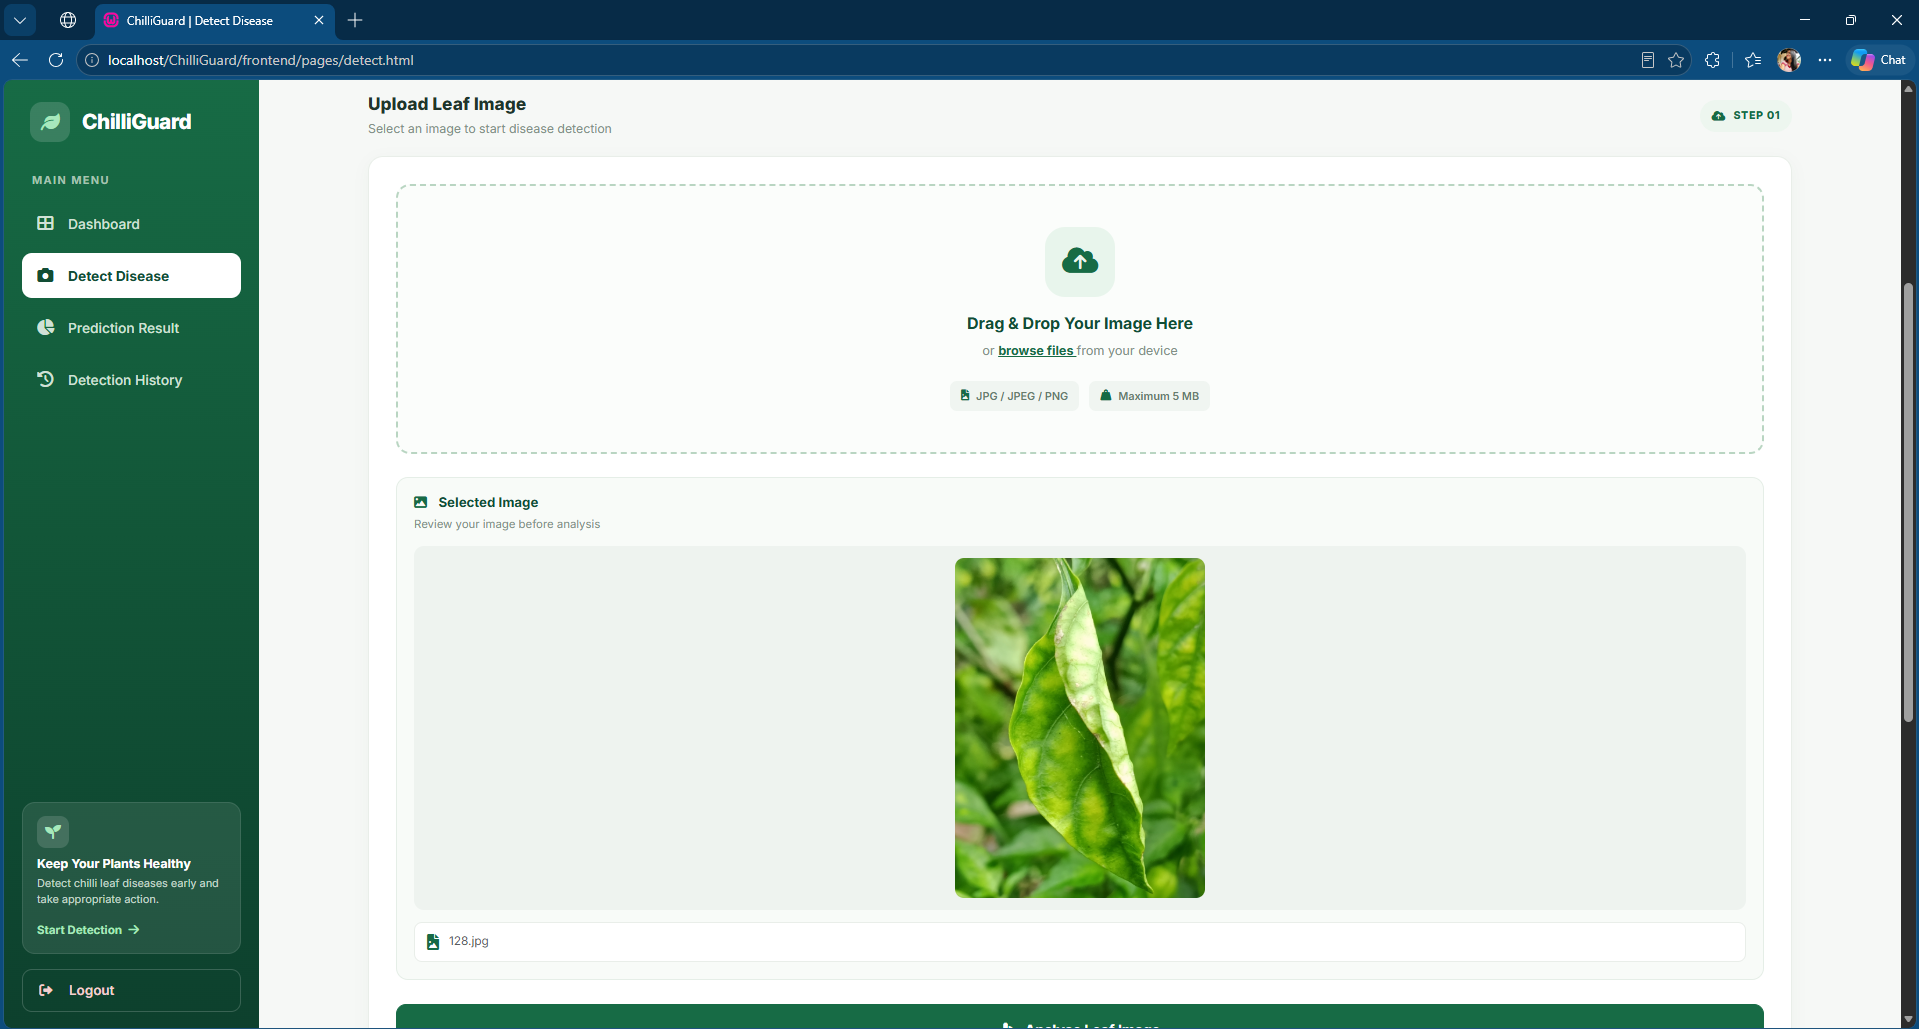 ChilliGuard | Detect Disease
localhost/ChilliGuard/frontend/pages/detect.html
Chat
ChilliGuard
MAIN MENU
Dashboard
Detect Disease
Prediction Result
Detection History
Keep Your Plants Healthy
Detect chilli leaf diseases early and
take appropriate action.
Start Detection →
Logout
Upload Leaf Image
Select an image to start disease detection
STEP 01
Drag & Drop Your Image Here
or browse files from your device
JPG / JPEG / PNG
Maximum 5 MB
Selected Image
Review your image before analysis
128.jpg
Analyse Leaf Image